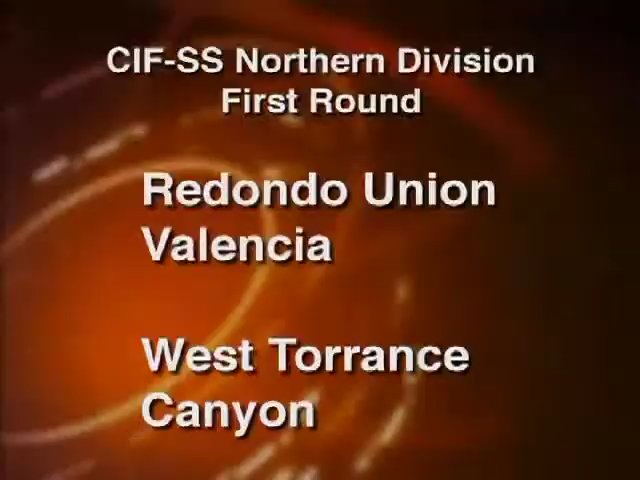 CIF-SS Northern Division
First Round
Redondo Union
Valencia
West Torrance
Canyon